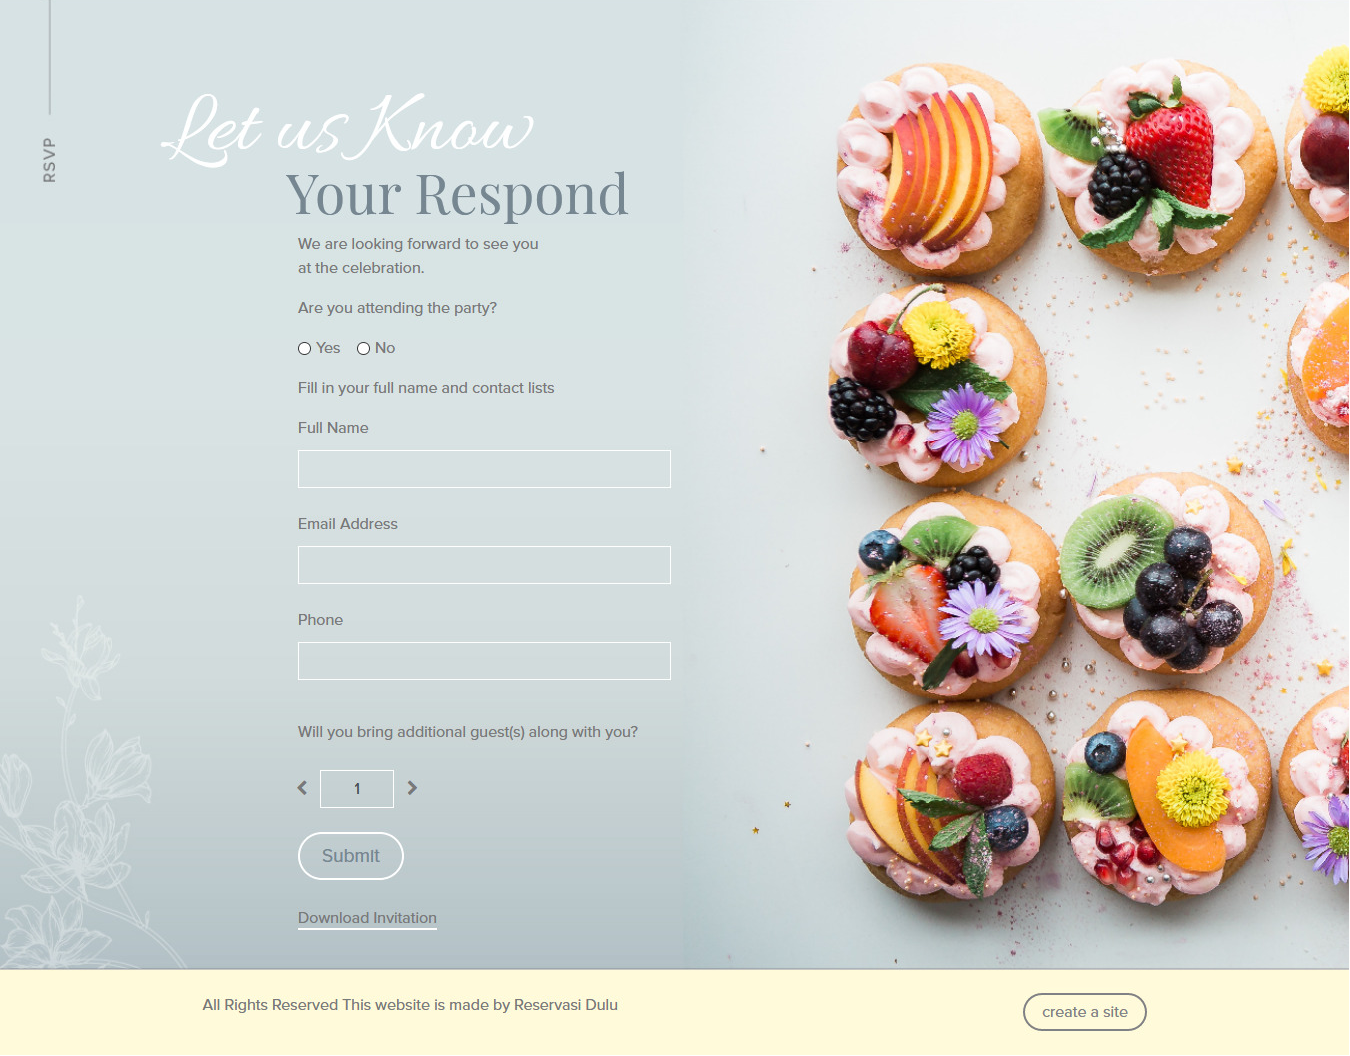 RSVP
Let us Know
Your Respond
We are looking forward to see you
at the celebration.
Are you attending the party?
Yes No
Fill in your full name and contact lists
Full Name
Email Address
Phone
Will you bring additional guest(s) along with you?
1
Submit
Download Invitation
All Rights Reserved This website is made by Reservasi Dulu
create a site